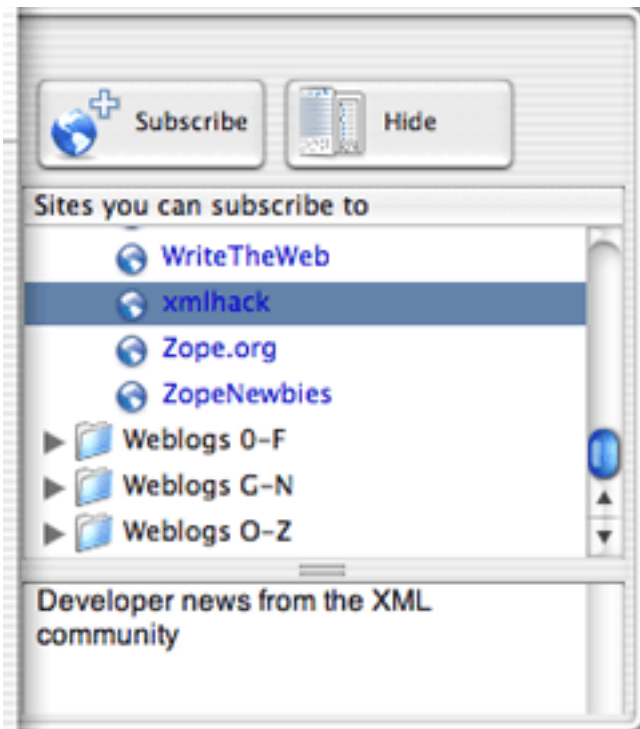 Subscribe
Hide
Sites you can subscribe to
WriteTheWeb
xmlhack
Zope.org
ZopeNewbies
Weblogs 0-F
Weblogs G-N
Weblogs O-Z
Developer news from the XML
community